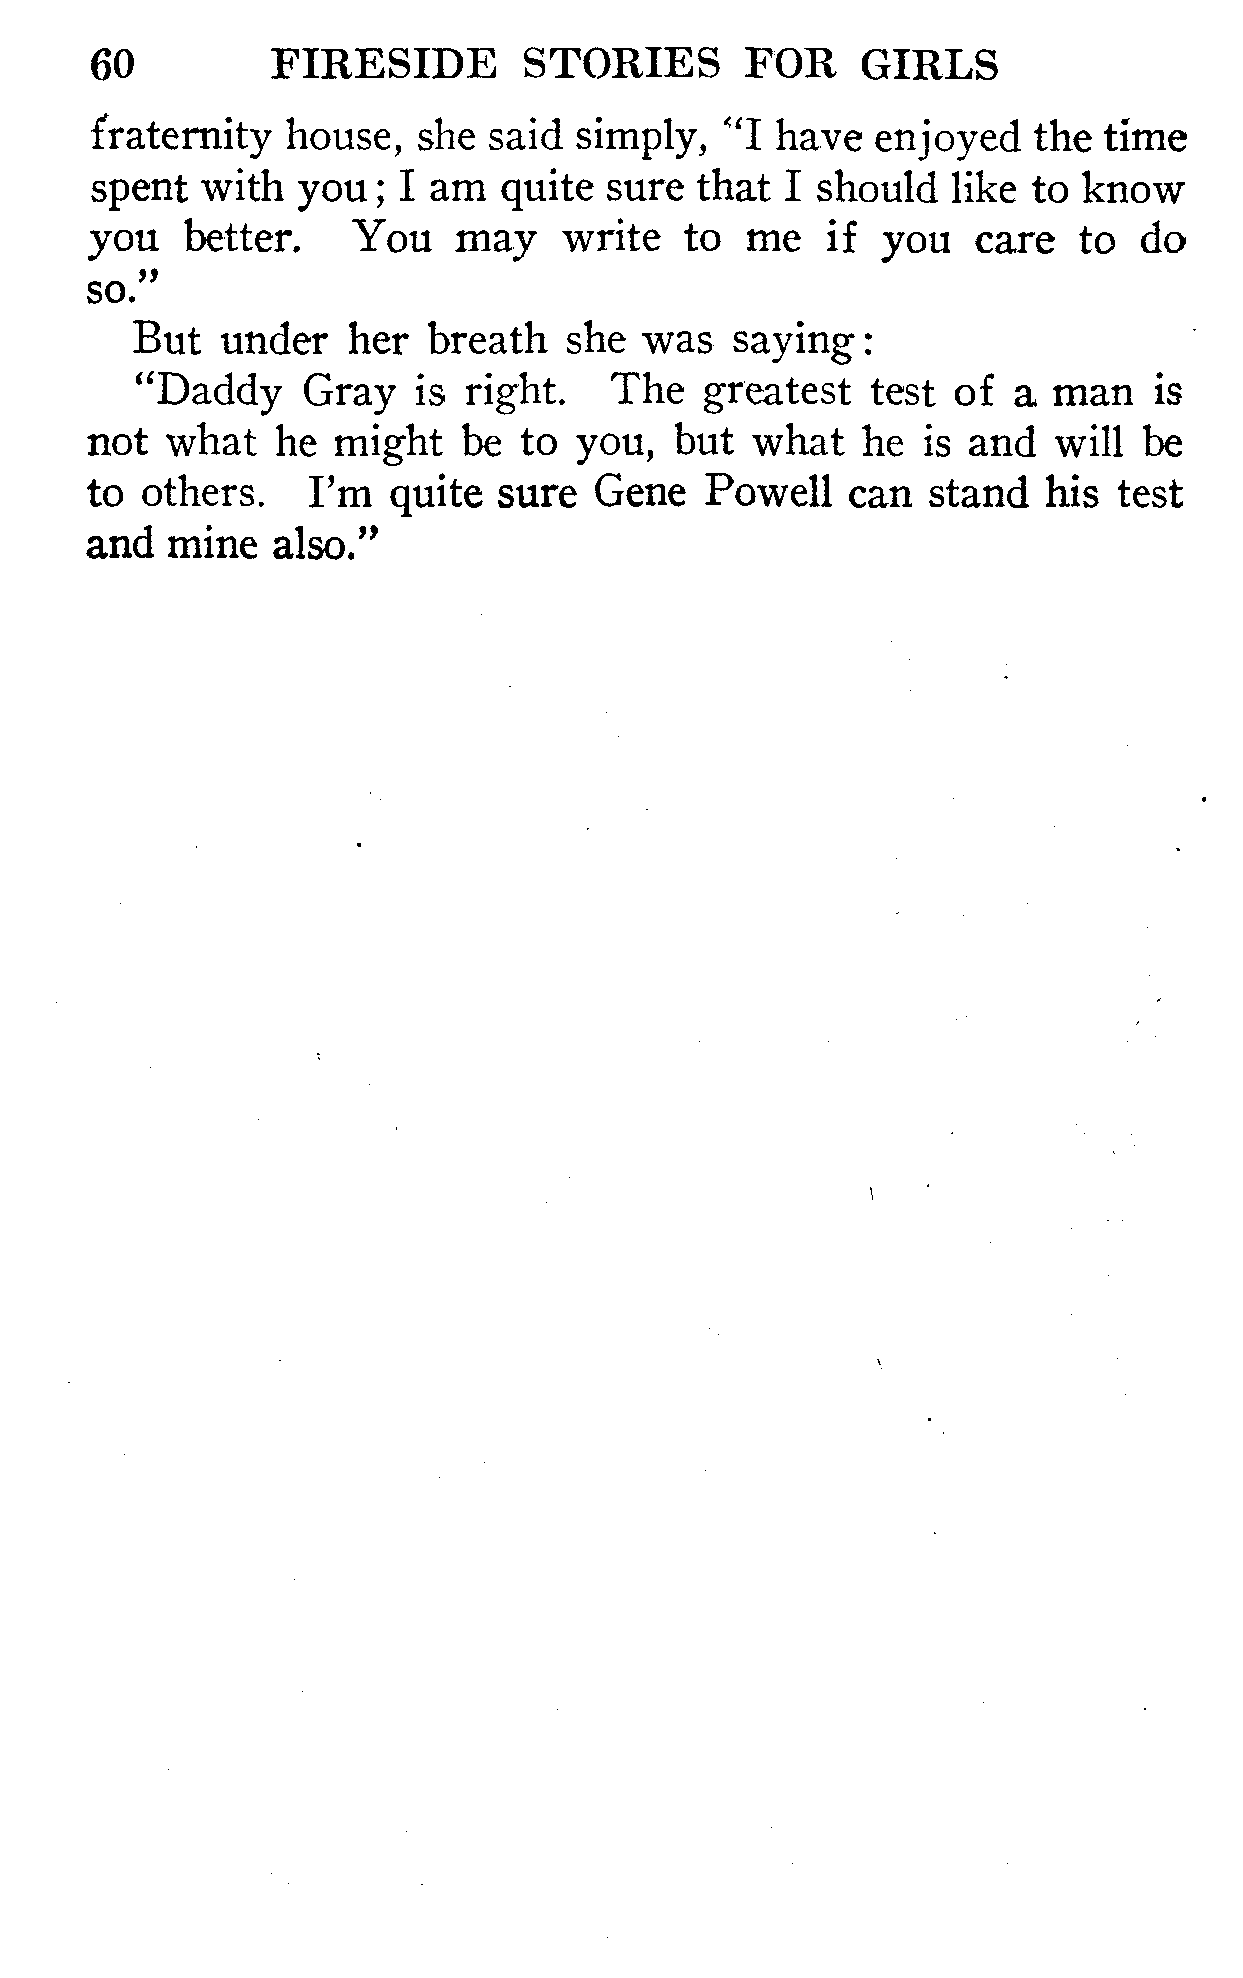 60 FIRESIDE STORIES FOR GIRLS
fraternity house, she said simply, "I have enjoyed the time
spent with you; I am quite sure that I should like to know
you better. You may write to me if you care to do
so."
But under her breath she was saying:
"Daddy Gray is right. The greatest test of a man is
not what he might be to you, but what he is and will be
to others. I'm quite sure Gene Powell can stand his test
and mine also."